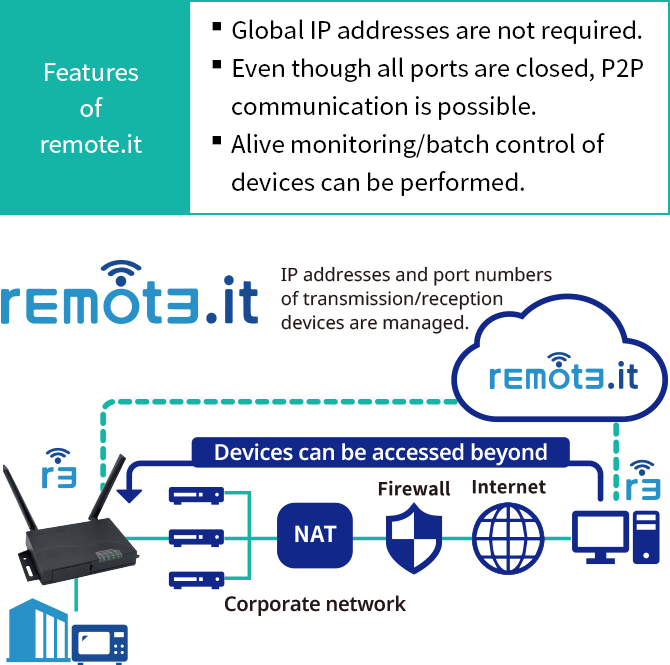 Features
of
remote.it
▪ Global IP addresses are not required.
▪ Even though all ports are closed, P2P
communication is possible.
▪ Alive monitoring/batch control of
devices can be performed.
remote.it
IP addresses and port numbers
of transmission/reception
devices are managed.
remote.it
Devices can be accessed beyond
r3
Firewall
Internet
r3
NAT
Corporate network